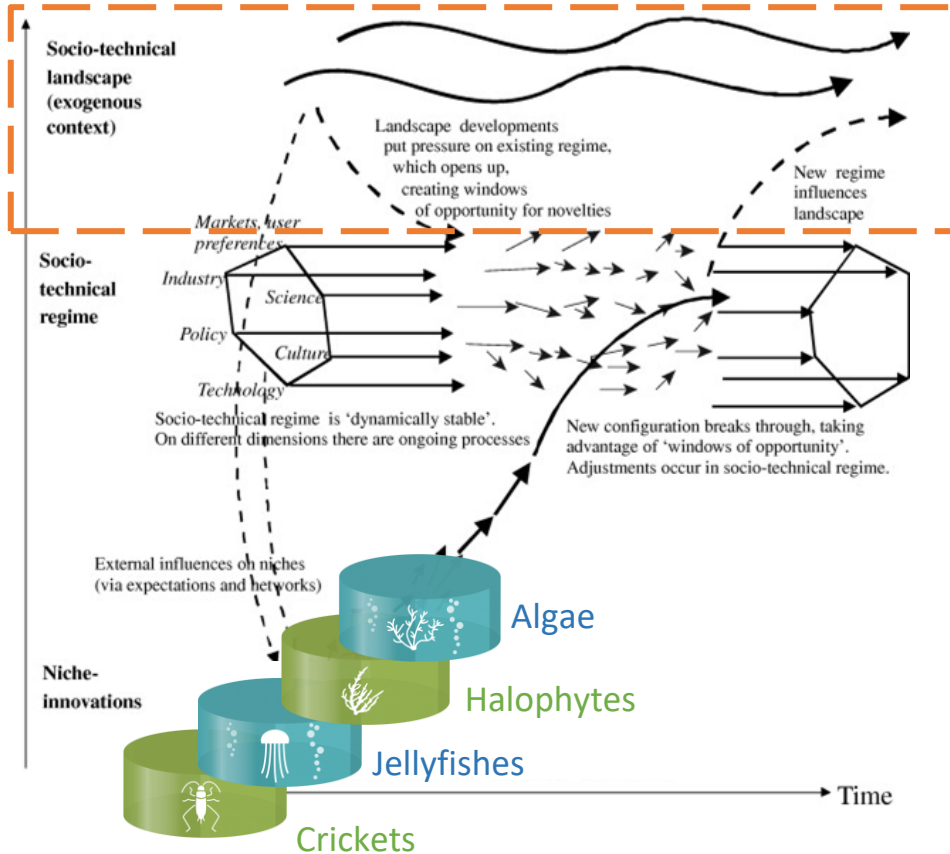 Socio-technical
landscape
(exogenous
context)
Landscape developments
put pressure on existing regime,
which opens up,
creating windows
of opportunity for novelties
New regime
influences
landscape
Markets, user
preferences
Socio-
technical
regime
Industry
Science
Policy
Culture
Technology
Socio-technical regime is ‘dynamically stable’.
On different dimensions there are ongoing processes
New configuration breaks through, taking
advantage of ‘windows of opportunity’.
Adjustments occur in socio-technical regime.
External influences on niches
(via expectations and networks)
Algae
Niche-
innovations
Halophytes
Jellyfishes
Time
Crickets